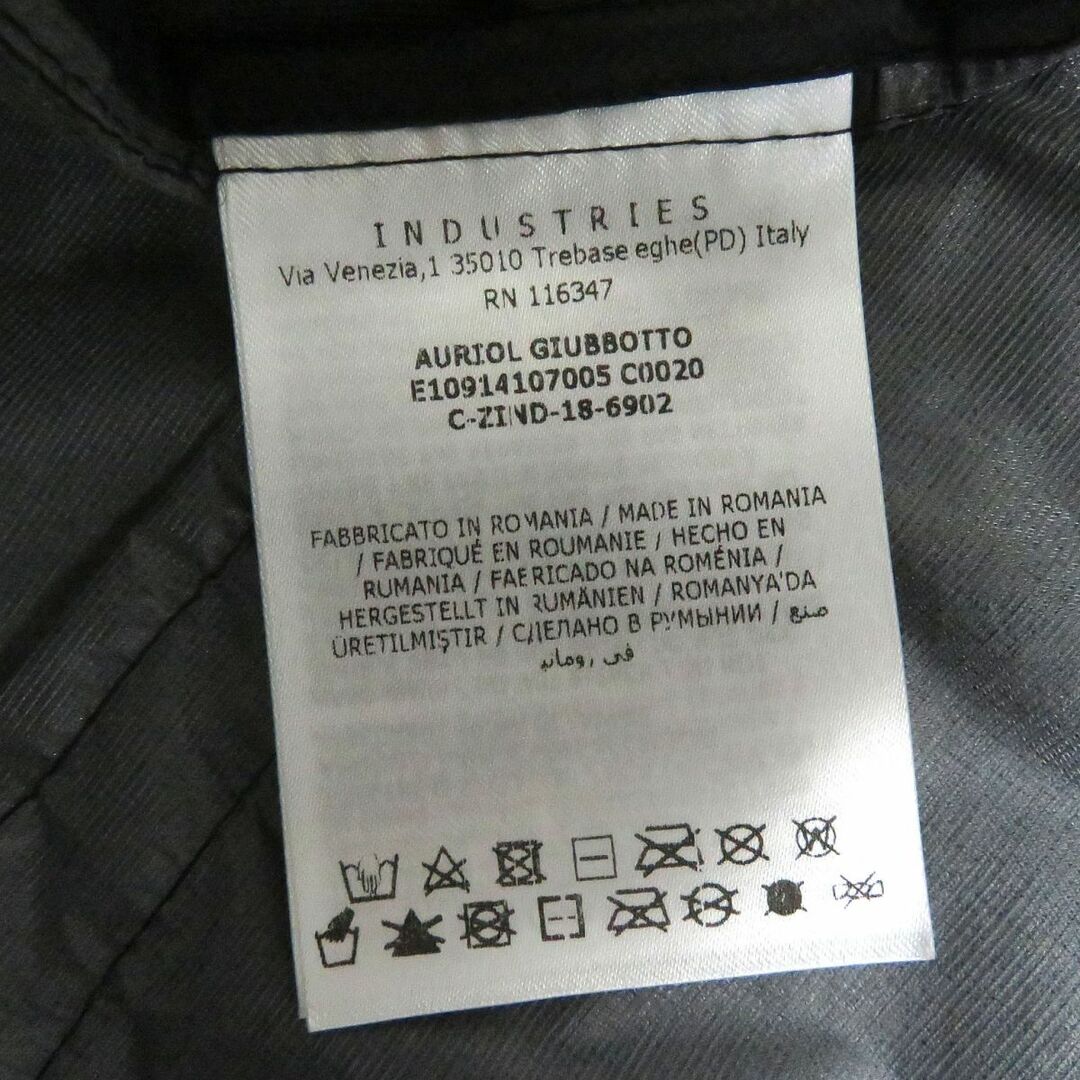 INDUSTRIES
Via Venezia,1 35010 Trebase eghe(PD) Italy
RN 116347
AURIOL GIUBBOTTO
E10914107005 C0020
C-ZIND-18-6902
FABBRICATO IN ROMANIA / MADE IN ROMANIA
/ FABRIQUÉ EN ROUMANIE / HECHO EN
RUMANIA / FABRICADO NA ROMÉNIA /
HERGESTELLT IN RUMÄNIEN / ROMANYA'DA
ÜRETILMIŞTIR / СДЕЛАНО В РУМЫНИИ / صنع
في رومانيا
W